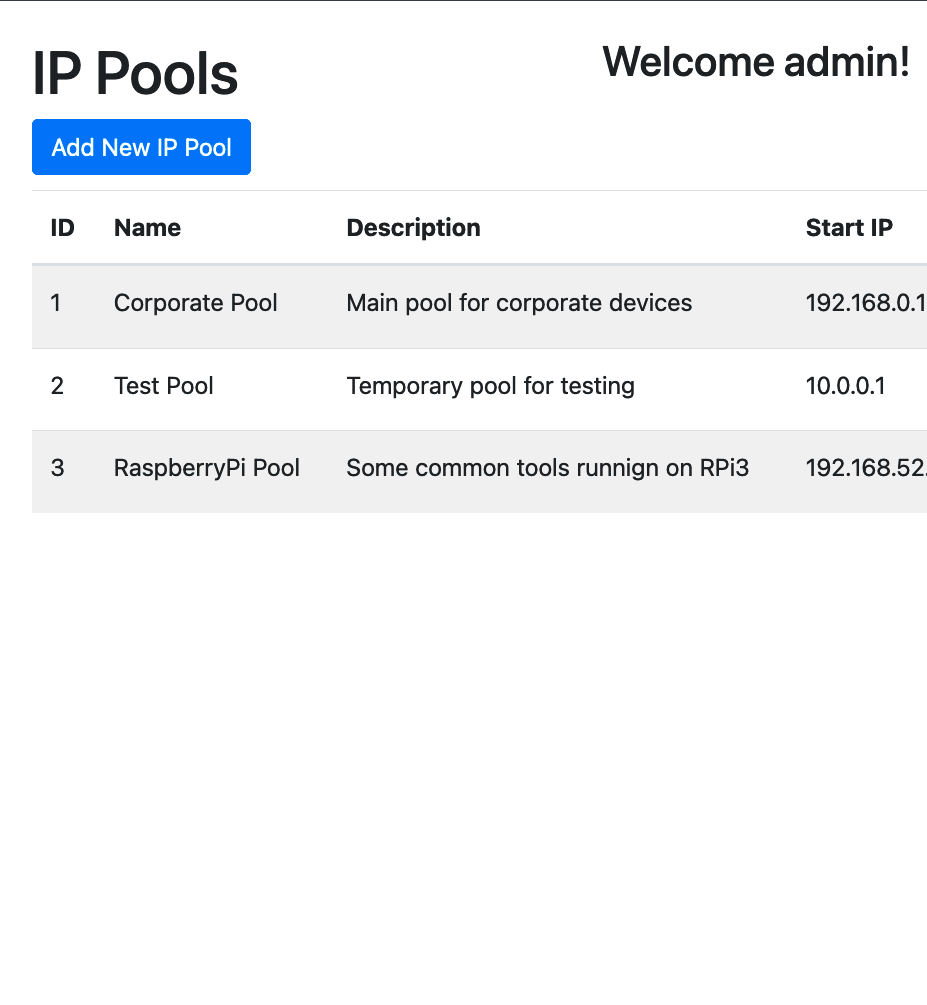 IP Pools
Welcome admin!
Add New IP Pool
ID Name Description Start IP
1 Corporate Pool Main pool for corporate devices 192.168.0.1
2 Test Pool Temporary pool for testing 10.0.0.1
3 RaspberryPi Pool Some common tools runnign on RPi3 192.168.52.